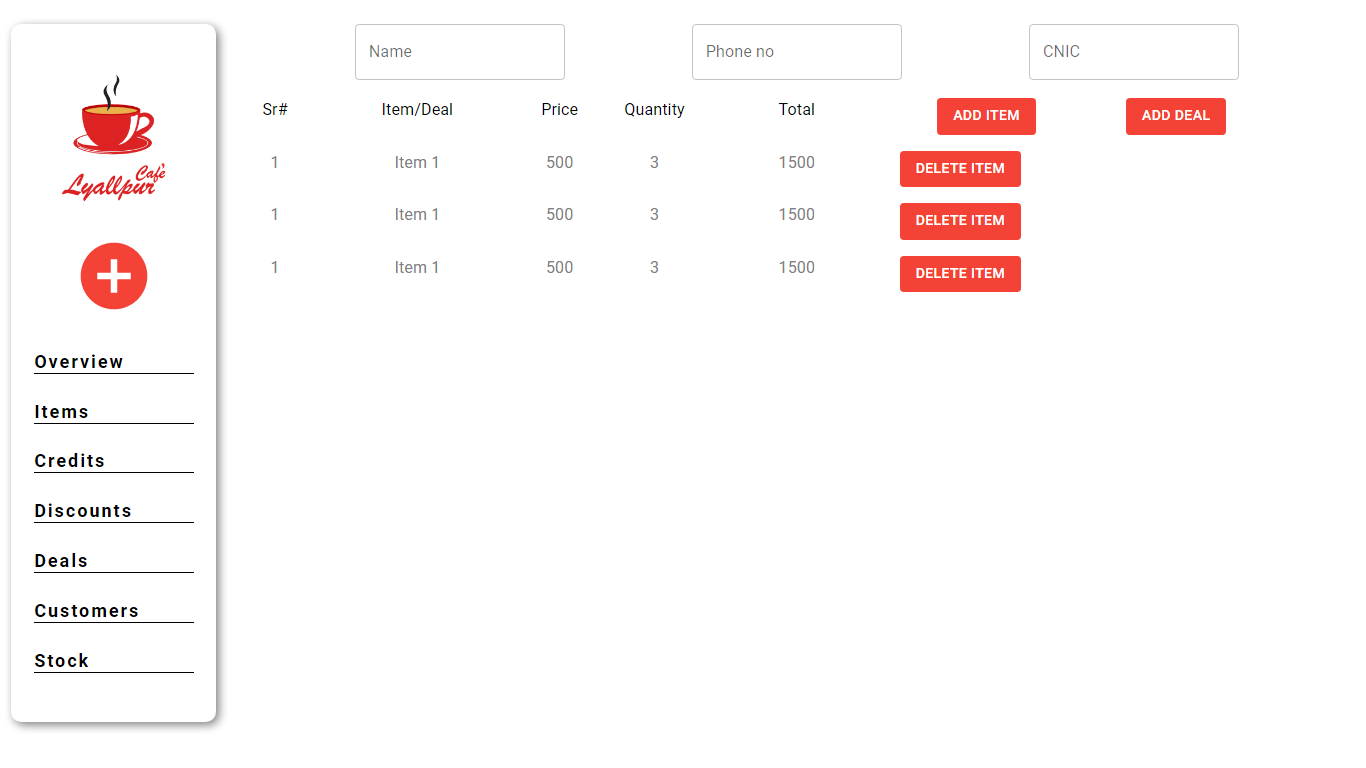 Café
Lyallpur
Overview
Items
Credits
Discounts
Deals
Customers
Stock
Name Phone no CNIC
Sr# Item/Deal Price Quantity Total ADD ITEM ADD DEAL
1 Item 1 500 3 1500 DELETE ITEM
1 Item 1 500 3 1500 DELETE ITEM
1 Item 1 500 3 1500 DELETE ITEM